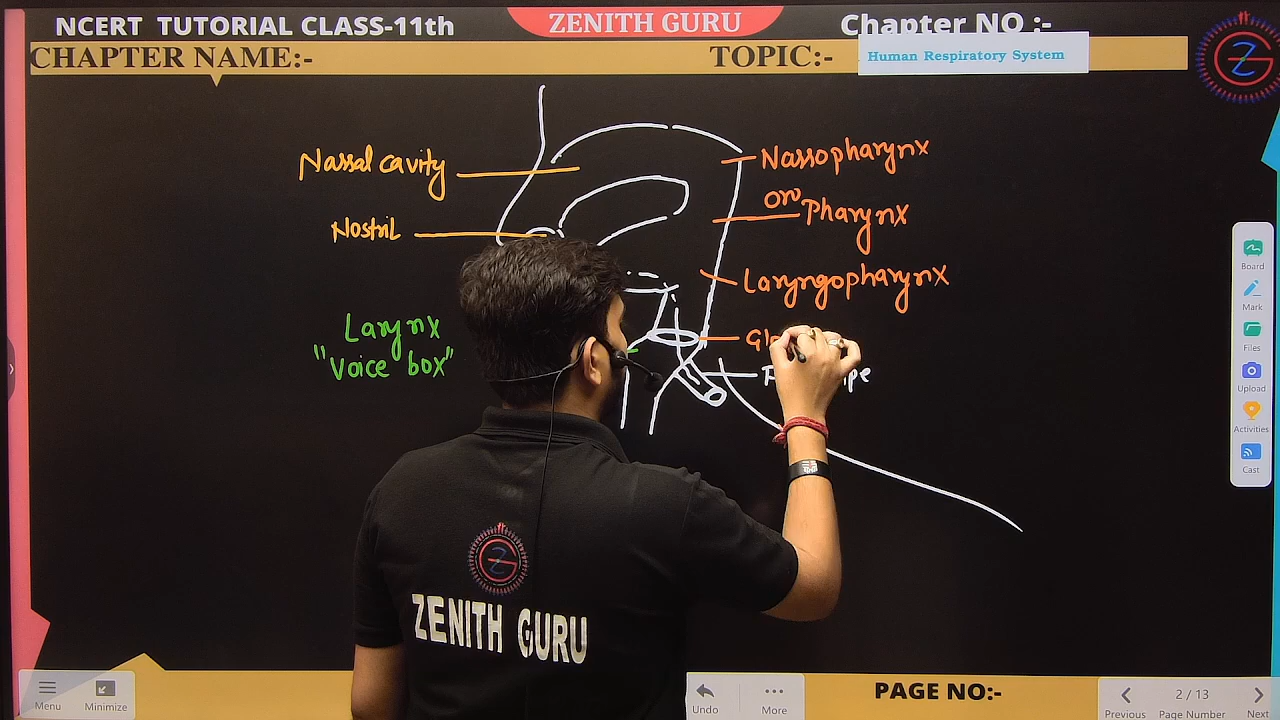 NCERT TUTORIAL CLASS-11th
ZENITH GURU
Chapter NO :-
CHAPTER NAME:-
TOPIC:-
Human Respiratory System
Nassal cavity
Nostril
Larynx
"Voice box"
Nassopharynx
oro Pharynx
Laryngopharynx
ZENITH GURU
Board
Mark
Files
Upload
Activities
Cast
Menu
Minimize
Undo
More
PAGE NO:-
Previous
2 / 13
Page Number
Next